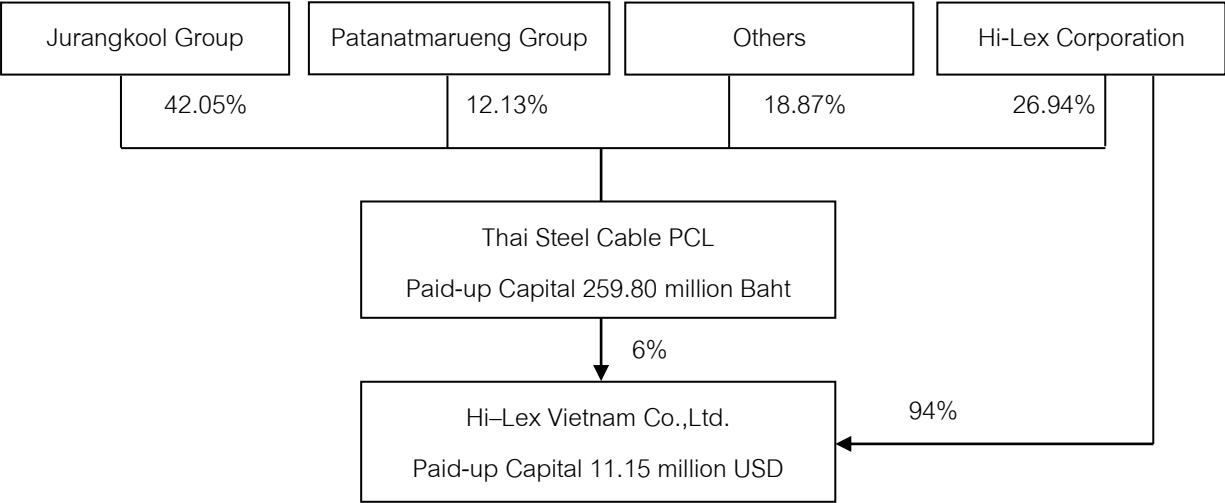 Jurangkool Group
Patanatmarueng Group
Others
Hi-Lex Corporation
42.05%
12.13%
18.87%
26.94%
Thai Steel Cable PCL
Paid-up Capital 259.80 million Baht
6%
Hi–Lex Vietnam Co.,Ltd.
94%
Paid-up Capital 11.15 million USD